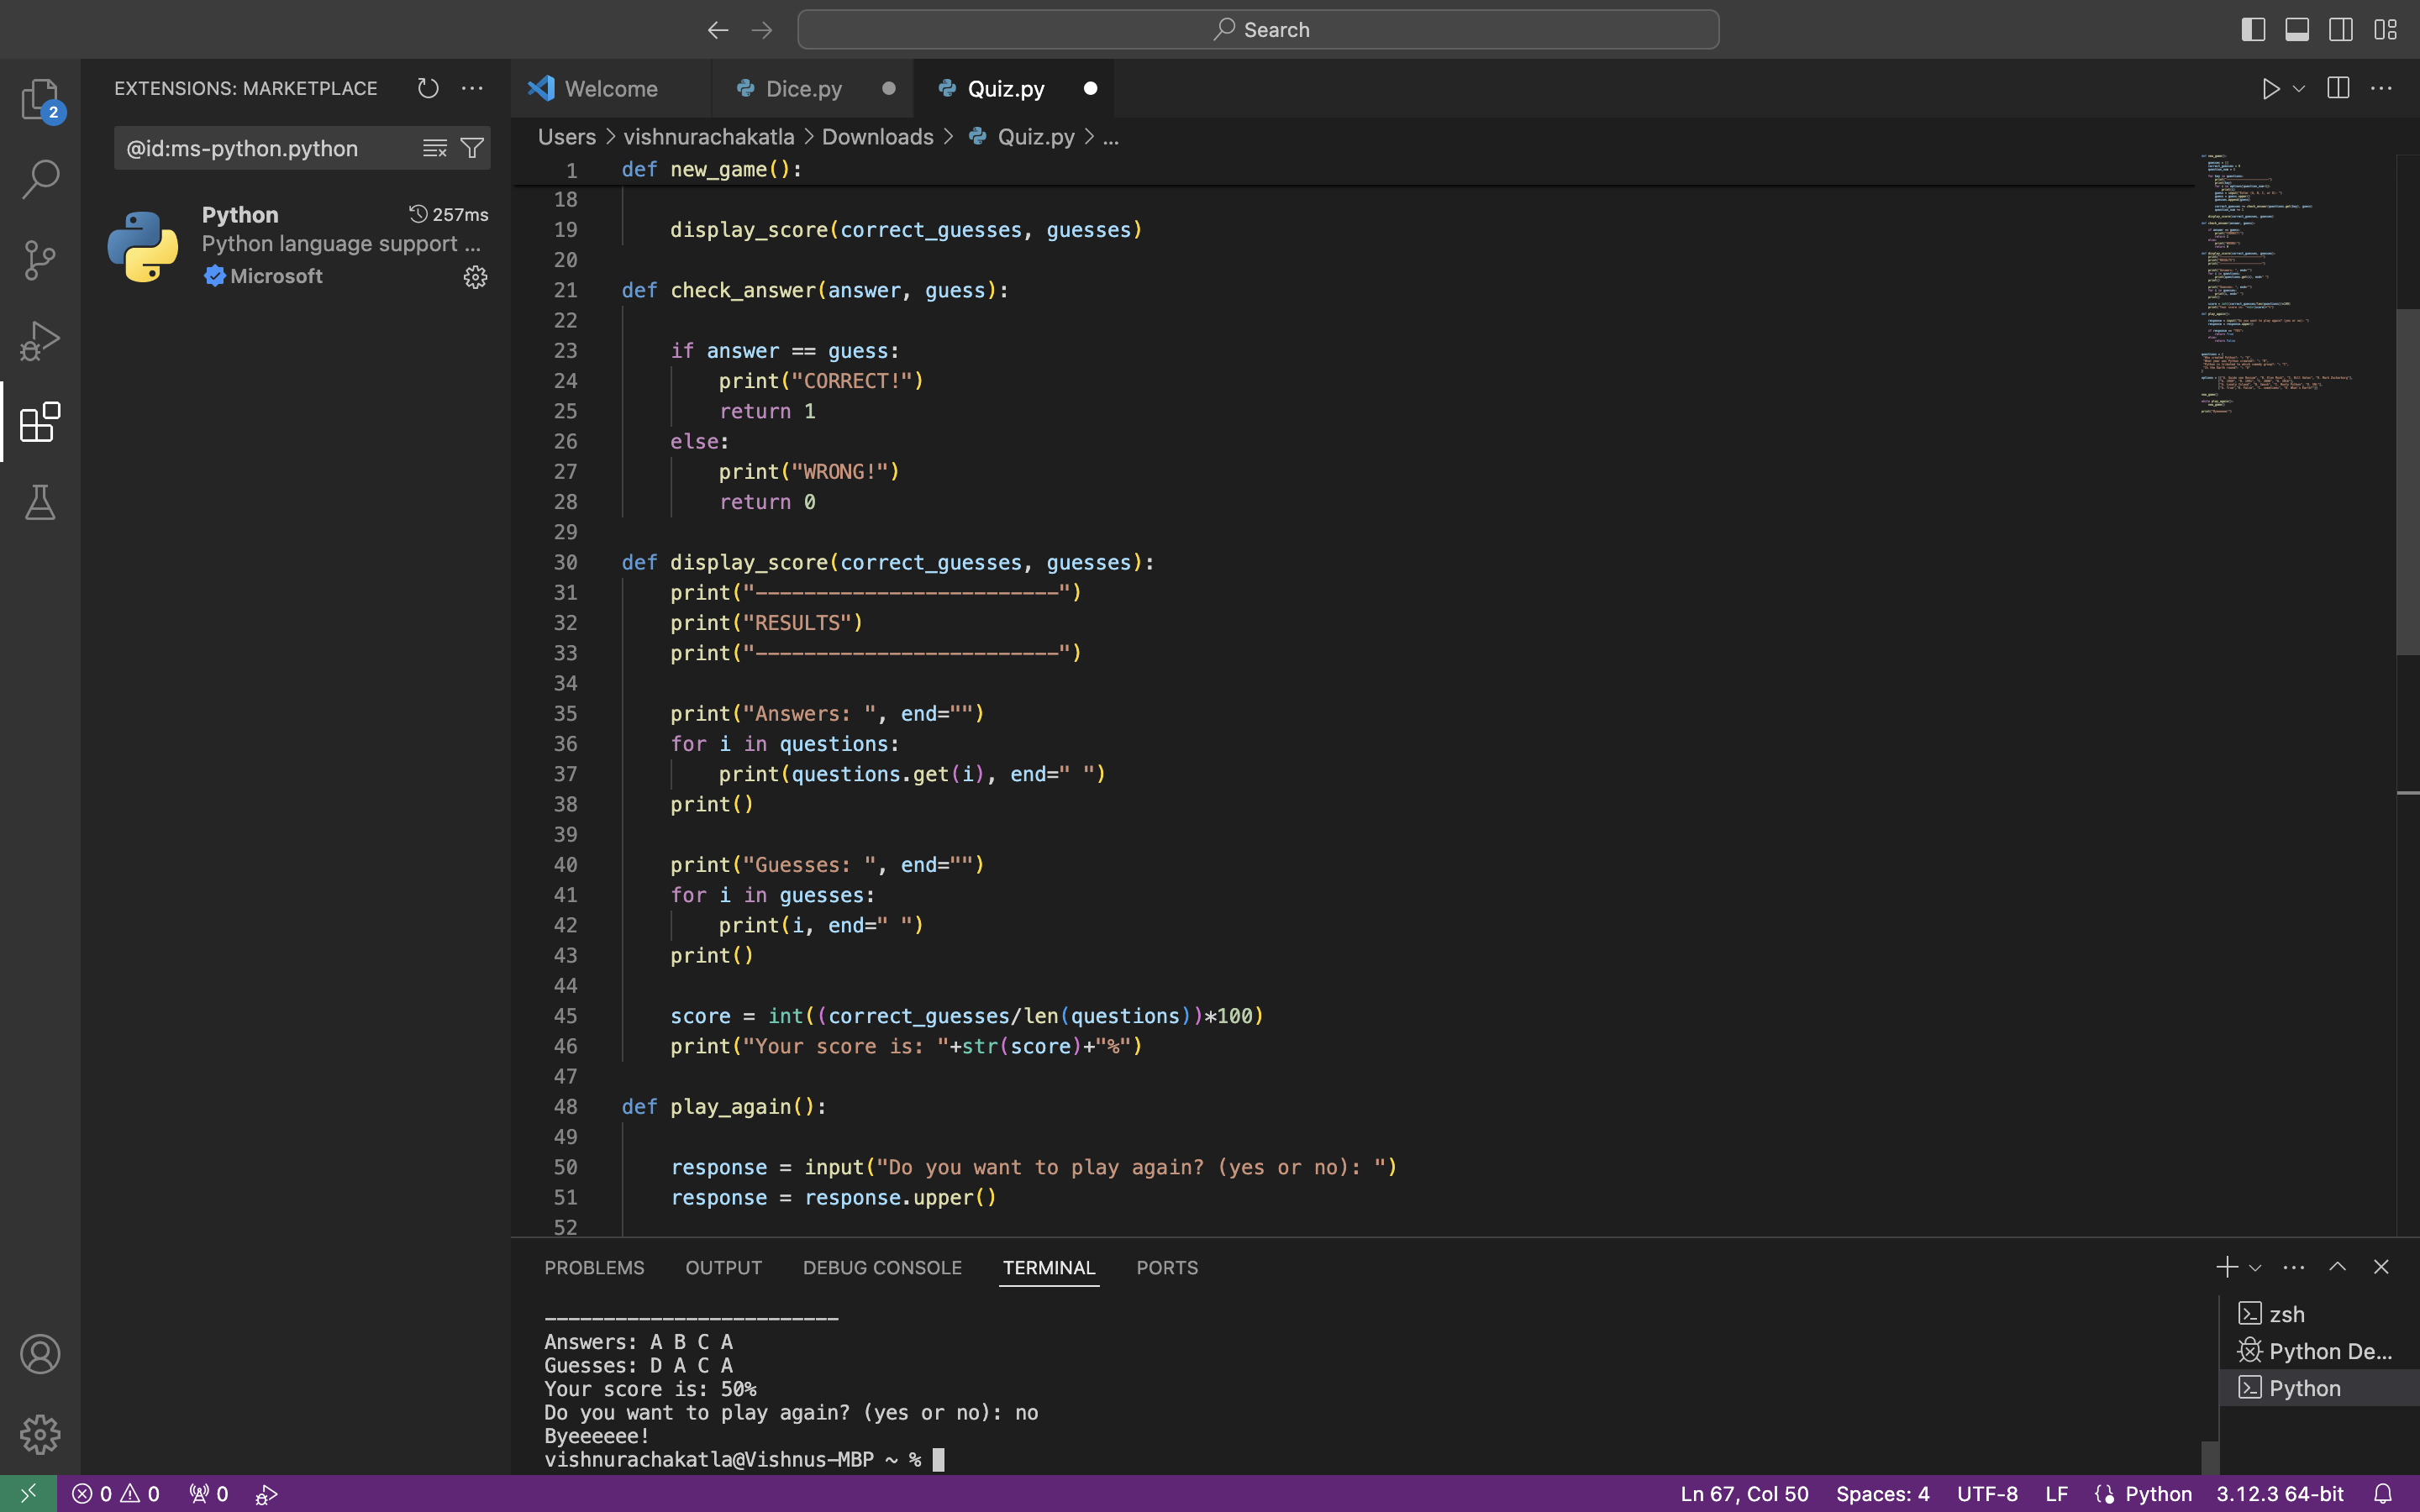 Search
EXTENSIONS: MARKETPLACE
Welcome
Dice.py
Quiz.py
2
@id:ms-python.python
Users > vishnurachakatla > Downloads > Quiz.py > ...
Python
257ms
Python language support ...
Microsoft
1 def new_game():
18
19 display_score(correct_guesses, guesses)
20
21 def check_answer(answer, guess):
22
23 if answer == guess:
24 print("CORRECT!")
25 return 1
26 else:
27 print("WRONG!")
28 return 0
29
30 def display_score(correct_guesses, guesses):
31 print("-------------------------")
32 print("RESULTS")
33 print("-------------------------")
34
35 print("Answers: ", end="")
36 for i in questions:
37 print(questions.get(i), end=" ")
38 print()
39
40 print("Guesses: ", end="")
41 for i in guesses:
42 print(i, end=" ")
43 print()
44
45 score = int((correct_guesses/len(questions))*100)
46 print("Your score is: "+str(score)+"%")
47
48 def play_again():
49
50 response = input("Do you want to play again? (yes or no): ")
51 response = response.upper()
52
PROBLEMS OUTPUT DEBUG CONSOLE TERMINAL PORTS
-------------------------
Answers: A B C A
Guesses: D A C A
Your score is: 50%
Do you want to play again? (yes or no): no
Byeeeeee!
vishnurachakatla@Vishnus-MBP ~ %
zsh
Python De...
Python
0 0 0
Ln 67, Col 50 Spaces: 4 UTF-8 LF Python 3.12.3 64-bit